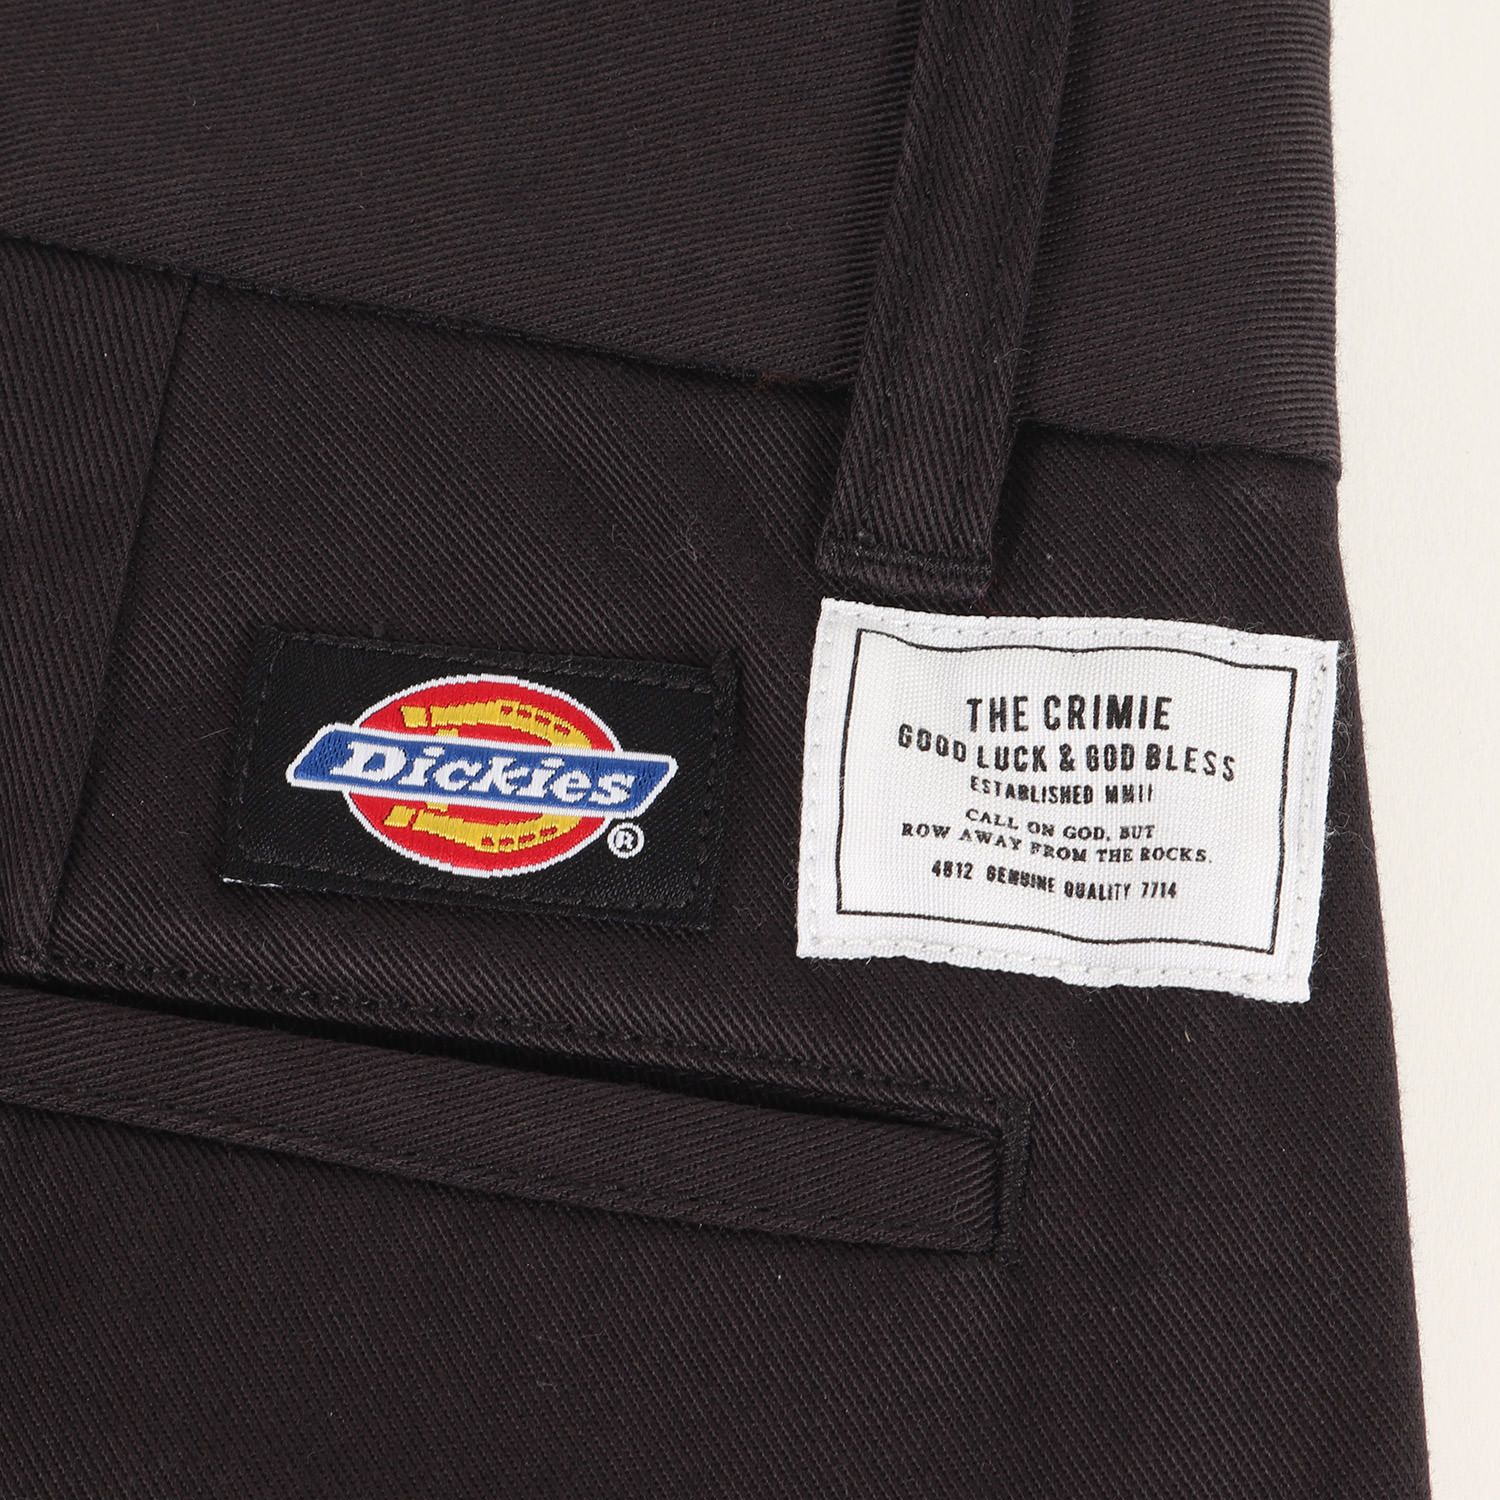 Dickies
®
THE CRIMIE
GOOD LUCK & GOD BLESS
ESTABLISHED MMII
CALL ON GOD, BUT
ROW AWAY FROM THE ROCKS.
4812 GENUINE QUALITY 7714